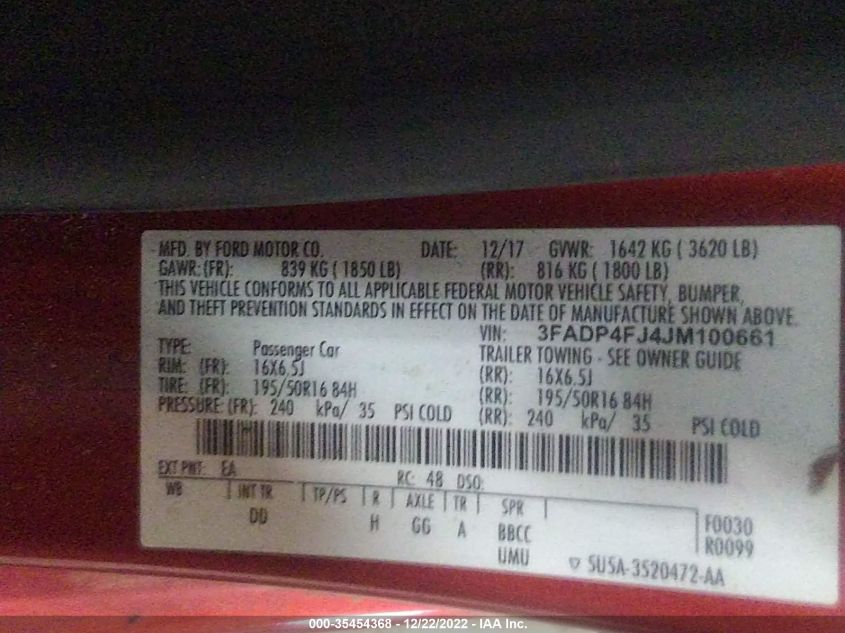 MFD. BY FORD MOTOR CO. DATE: 12/17 GVWR: 1642 KG ( 3620 LB)
GAWR: (FR): 839 KG ( 1850 LB) (RR): 816 KG ( 1800 LB)
THIS VEHICLE CONFORMS TO ALL APPLICABLE FEDERAL MOTOR VEHICLE SAFETY, BUMPER,
AND THEFT PREVENTION STANDARDS IN EFFECT ON THE DATE OF MANUFACTURE SHOWN ABOVE.
VIN: 3FADP4FJ4JM100661
TYPE: Passenger Car TRAILER TOWING - SEE OWNER GUIDE
RIM: (FR): 16X6.5J (RR): 16X6.5J
TIRE: (FR): 195/50R16 84H (RR): 195/50R16 84H
PRESSURE: (FR): 240 kPa/ 35 PSI COLD (RR): 240 kPa/ 35 PSI COLD
EXT PNT: EA RC: 48 DSO:
WB INT TR TP/PS R AXLE TR SPR
DD H GG A BBCC F0030
UMU R0099
▽ 5U5A-3520472-AA
000-35454368 - 12/22/2022 - IAA Inc.